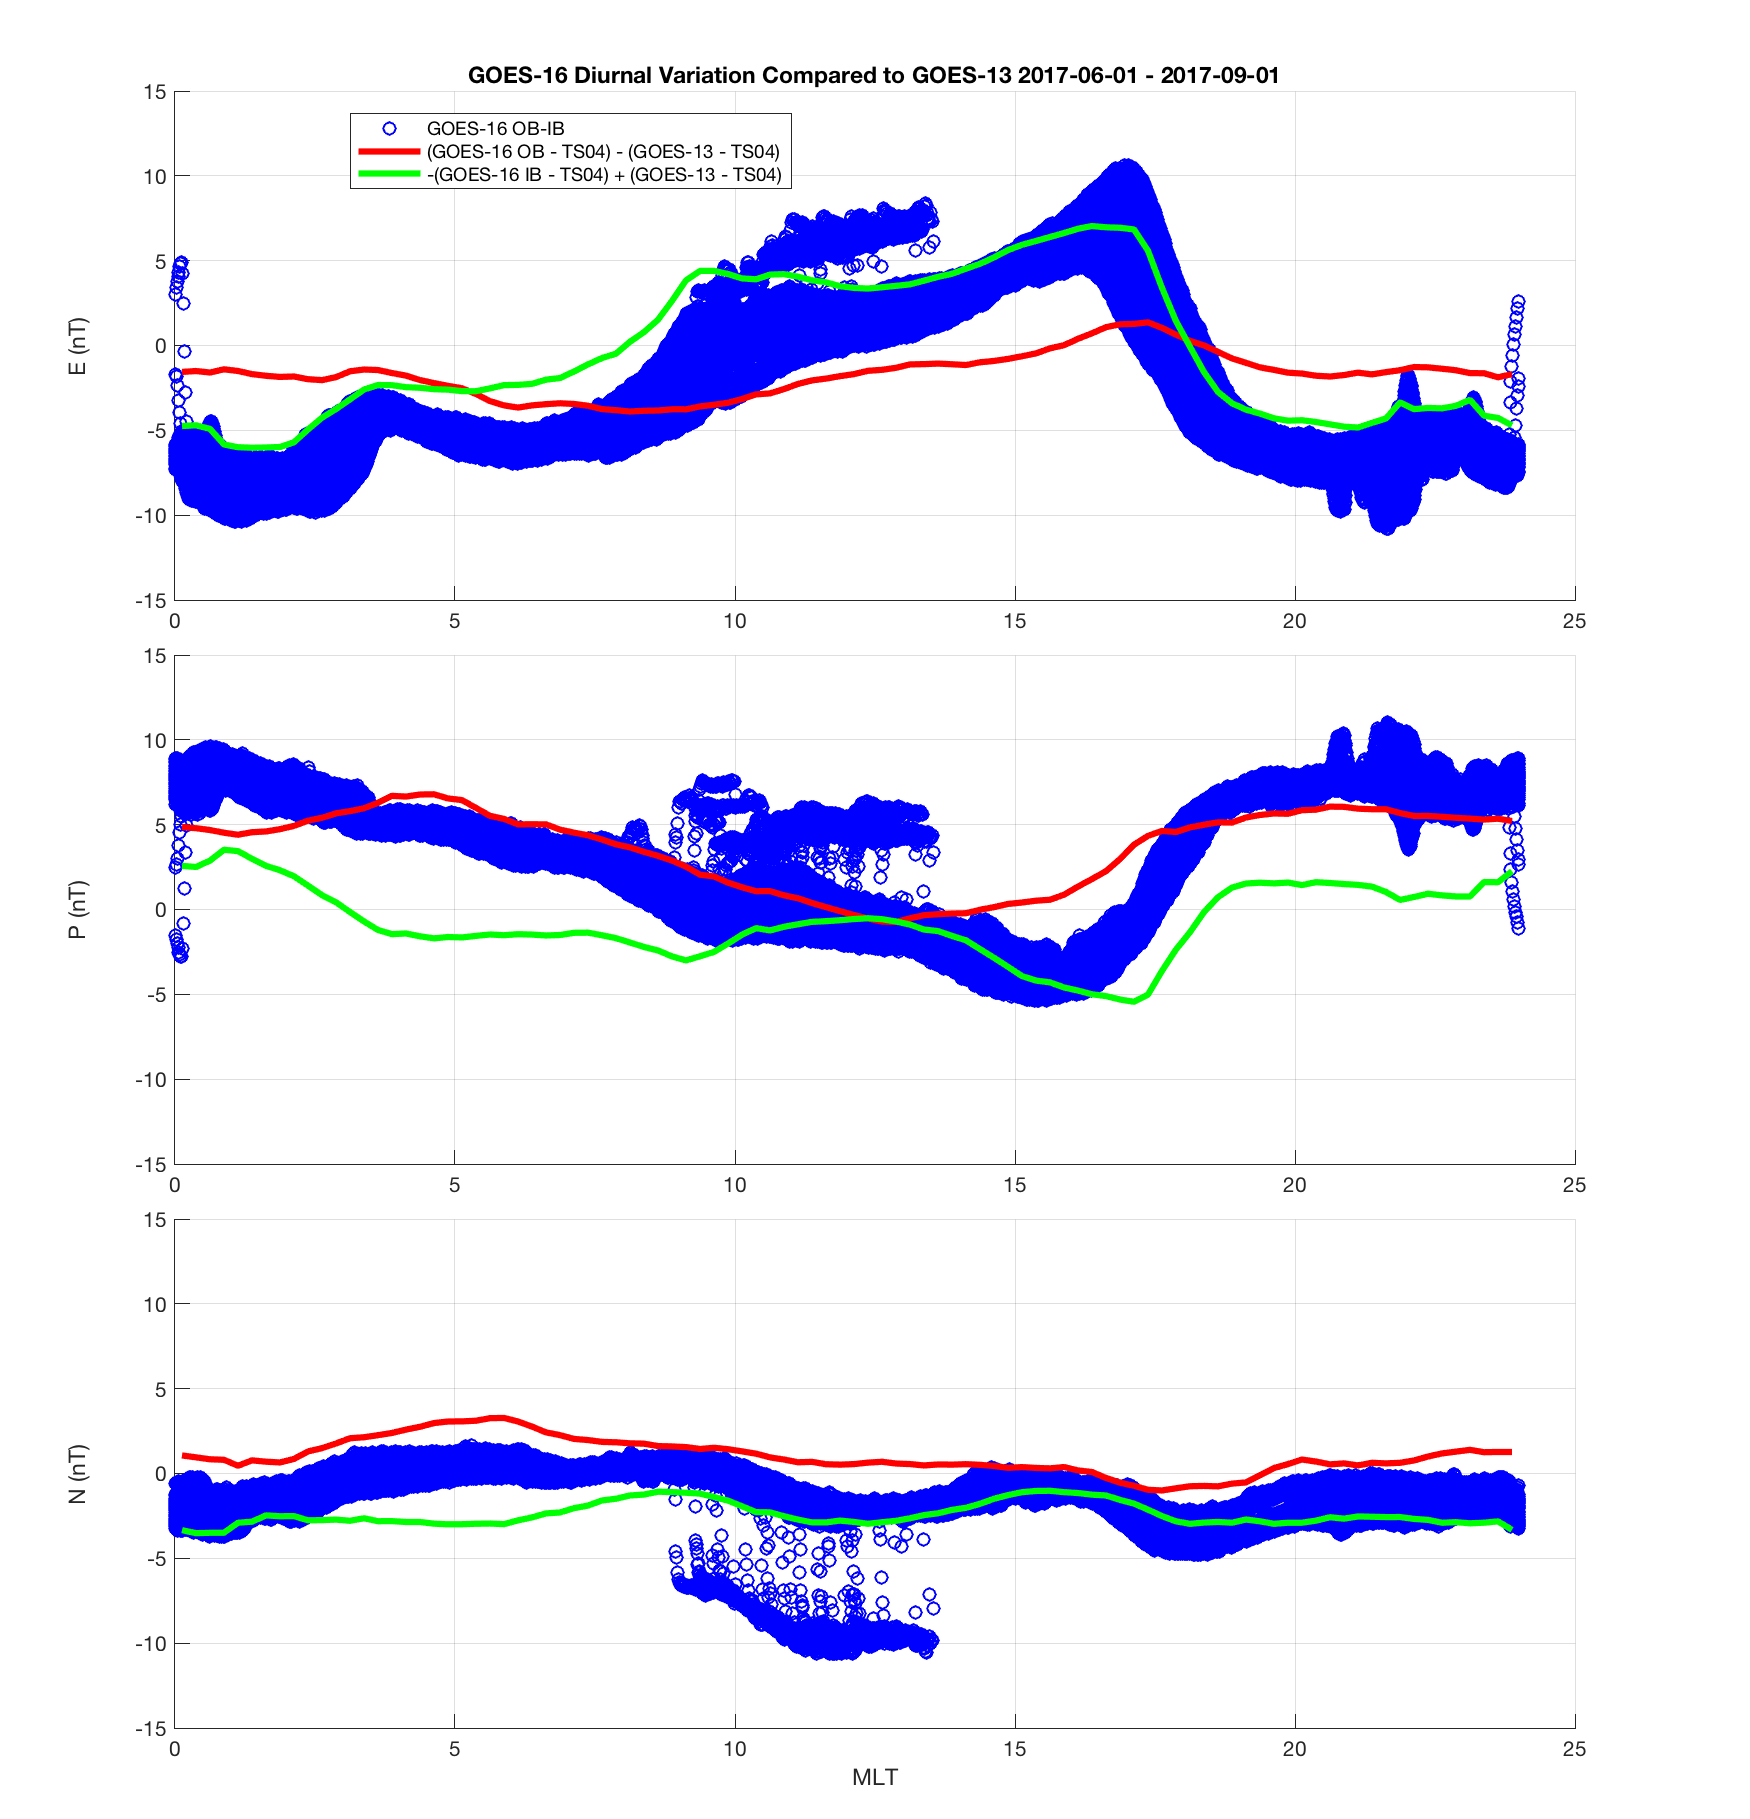 GOES-16 Diurnal Variation Compared to GOES-13 2017-06-01 - 2017-09-01
GOES-16 OB-IB
(GOES-16 OB - TS04) - (GOES-13 - TS04)
-(GOES-16 IB - TS04) + (GOES-13 - TS04)
E (nT)
15
10
5
0
-5
-10
-15
0 5 10 15 20 25
P (nT)
15
10
5
0
-5
-10
-15
0 5 10 15 20 25
N (nT)
15
10
5
0
-5
-10
-15
0 5 10 15 20 25
MLT